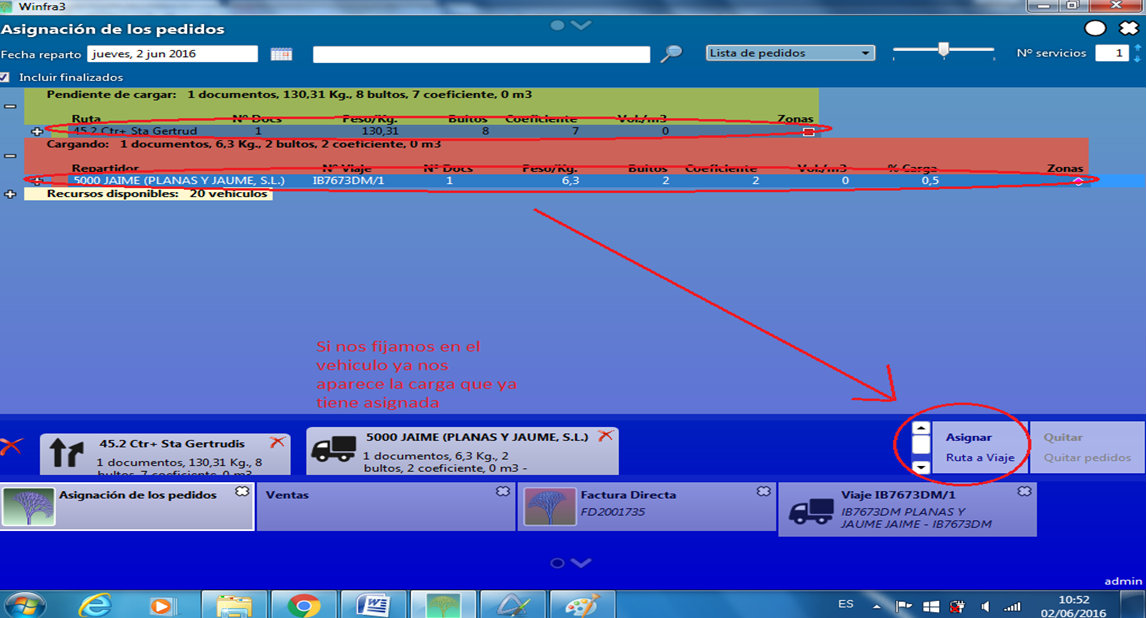 Winfra3
Asignación de los pedidos
Fecha reparto jueves, 2 jun 2016 Lista de pedidos Nº servicios 1
Incluir finalizados
Pendiente de cargar: 1 documentos, 130,31 Kg., 8 bultos, 7 coeficiente, 0 m3
Ruta Nº Docs Peso/Kg. Bultos Coeficiente Vol./m3 Zonas
45.2 Ctr+ Sta Gertrud 1 130,31 8 7 0
Cargando: 1 documentos, 6,3 Kg., 2 bultos, 2 coeficiente, 0 m3
Repartidor Nº Viaje Nº Docs Peso/Kg. Bultos Coeficiente Vol./m3 % Carga Zonas
5000 JAIME (PLANAS Y JAUME, S.L.) IB7673DM/1 1 6,3 2 2 0 0,5
Recursos disponibles: 20 vehiculos
Si nos fijamos en el
vehiculo ya nos
aparece la carga que ya
tiene asignada
45.2 Ctr+ Sta Gertrudis
1 documentos, 130,31 Kg., 8
bultos, 7 coeficiente, 0 m3
5000 JAIME (PLANAS Y JAUME, S.L.)
1 documentos, 6,3 Kg., 2
bultos, 2 coeficiente, 0 m3 -
Asignar
Ruta a Viaje
Quitar
Quitar pedidos
Asignación de los pedidos
Ventas
Factura Directa
FD2001735
Viaje IB7673DM/1
IB7673DM PLANAS Y
JAUME JAIME - IB7673DM
admin
ES
10:52
02/06/2016